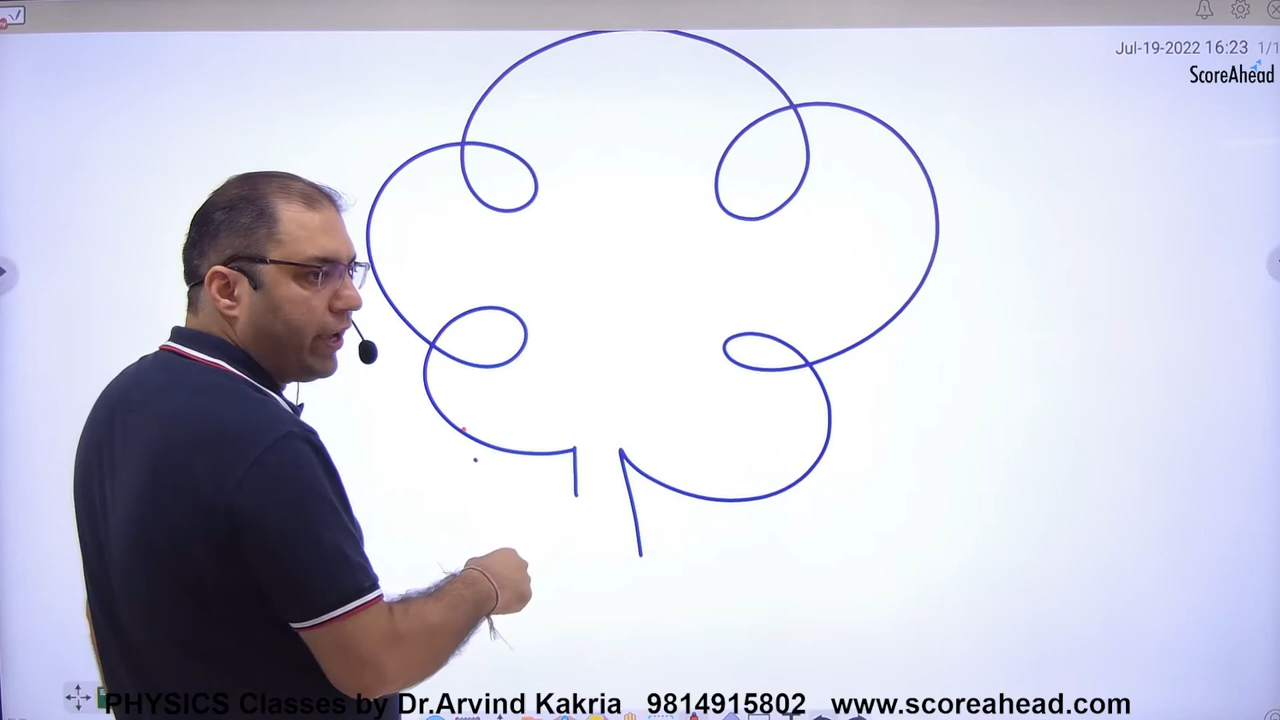 Jul-19-2022 16:23 1/1
ScoreAhead
PHYSICS Classes by Dr.Arvind Kakria 9814915802 www.scoreahead.com